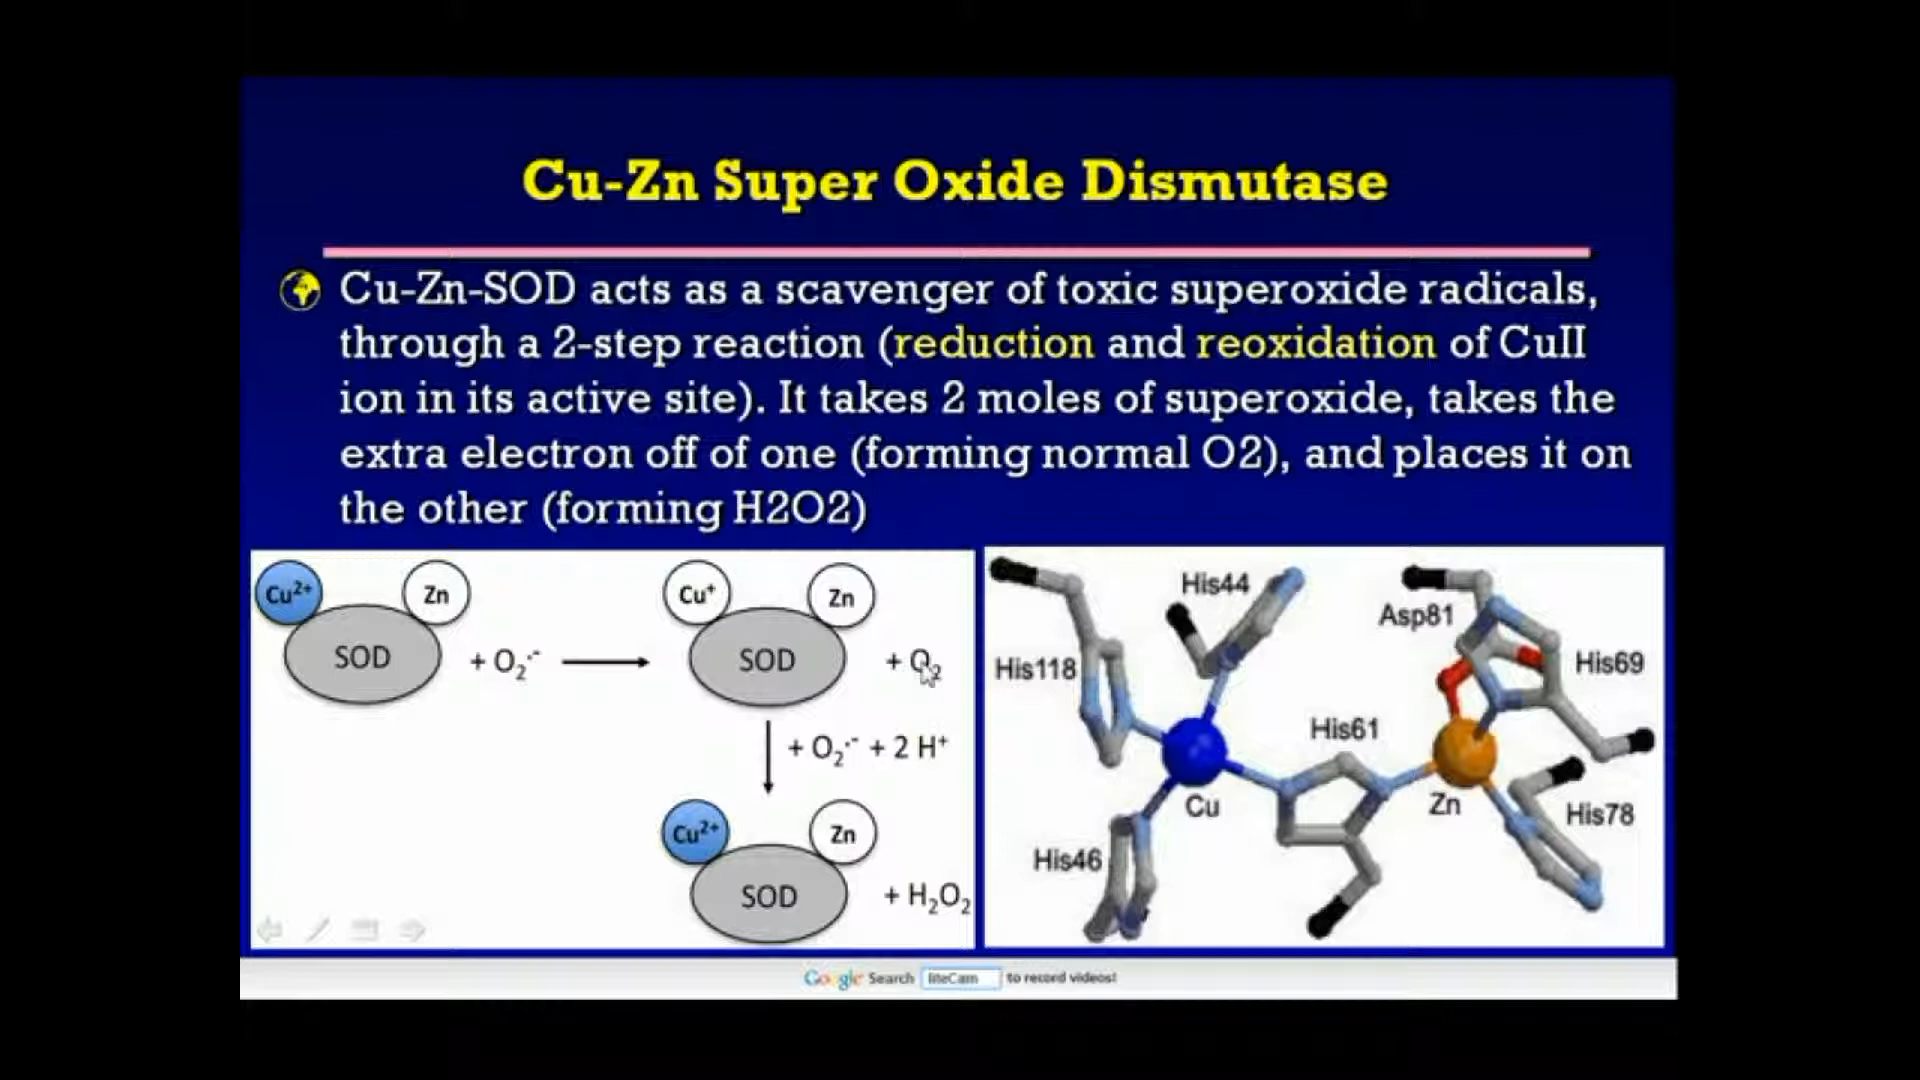 Cu-Zn Super Oxide Dismutase
Cu-Zn-SOD acts as a scavenger of toxic superoxide radicals,
through a 2-step reaction (reduction and reoxidation of CuII
ion in its active site). It takes 2 moles of superoxide, takes the
extra electron off of one (forming normal O2), and places it on
the other (forming H2O2)
Cu²⁺ Zn
SOD
+ O₂·⁻
Cu⁺ Zn
SOD
+ O₂
+ O₂·⁻ + 2 H⁺
Cu²⁺ Zn
SOD
+ H₂O₂
His44
Asp81
His118
His69
His61
Cu
Zn
His78
His46
Google Search liteCam to record videos!